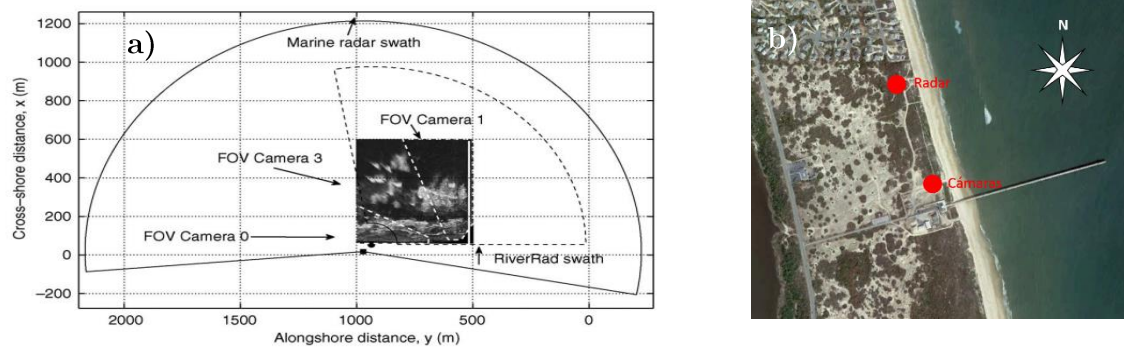 a)
1200
1000
800
600
400
200
0
−200
Cross−shore distance, x (m)
Marine radar swath
FOV Camera 1
FOV Camera 3
FOV Camera 0
RiverRad swath
2000 1500 1000 500 0
Alongshore distance, y (m)
b)
N
Radar
Cámaras